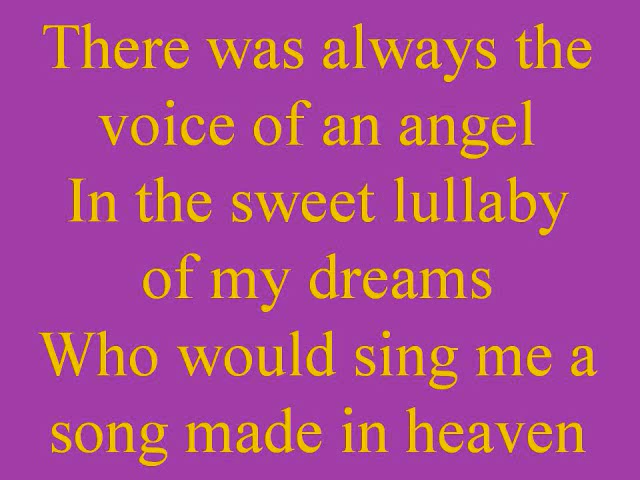 There was always the
voice of an angel
In the sweet lullaby
of my dreams
Who would sing me a
song made in heaven